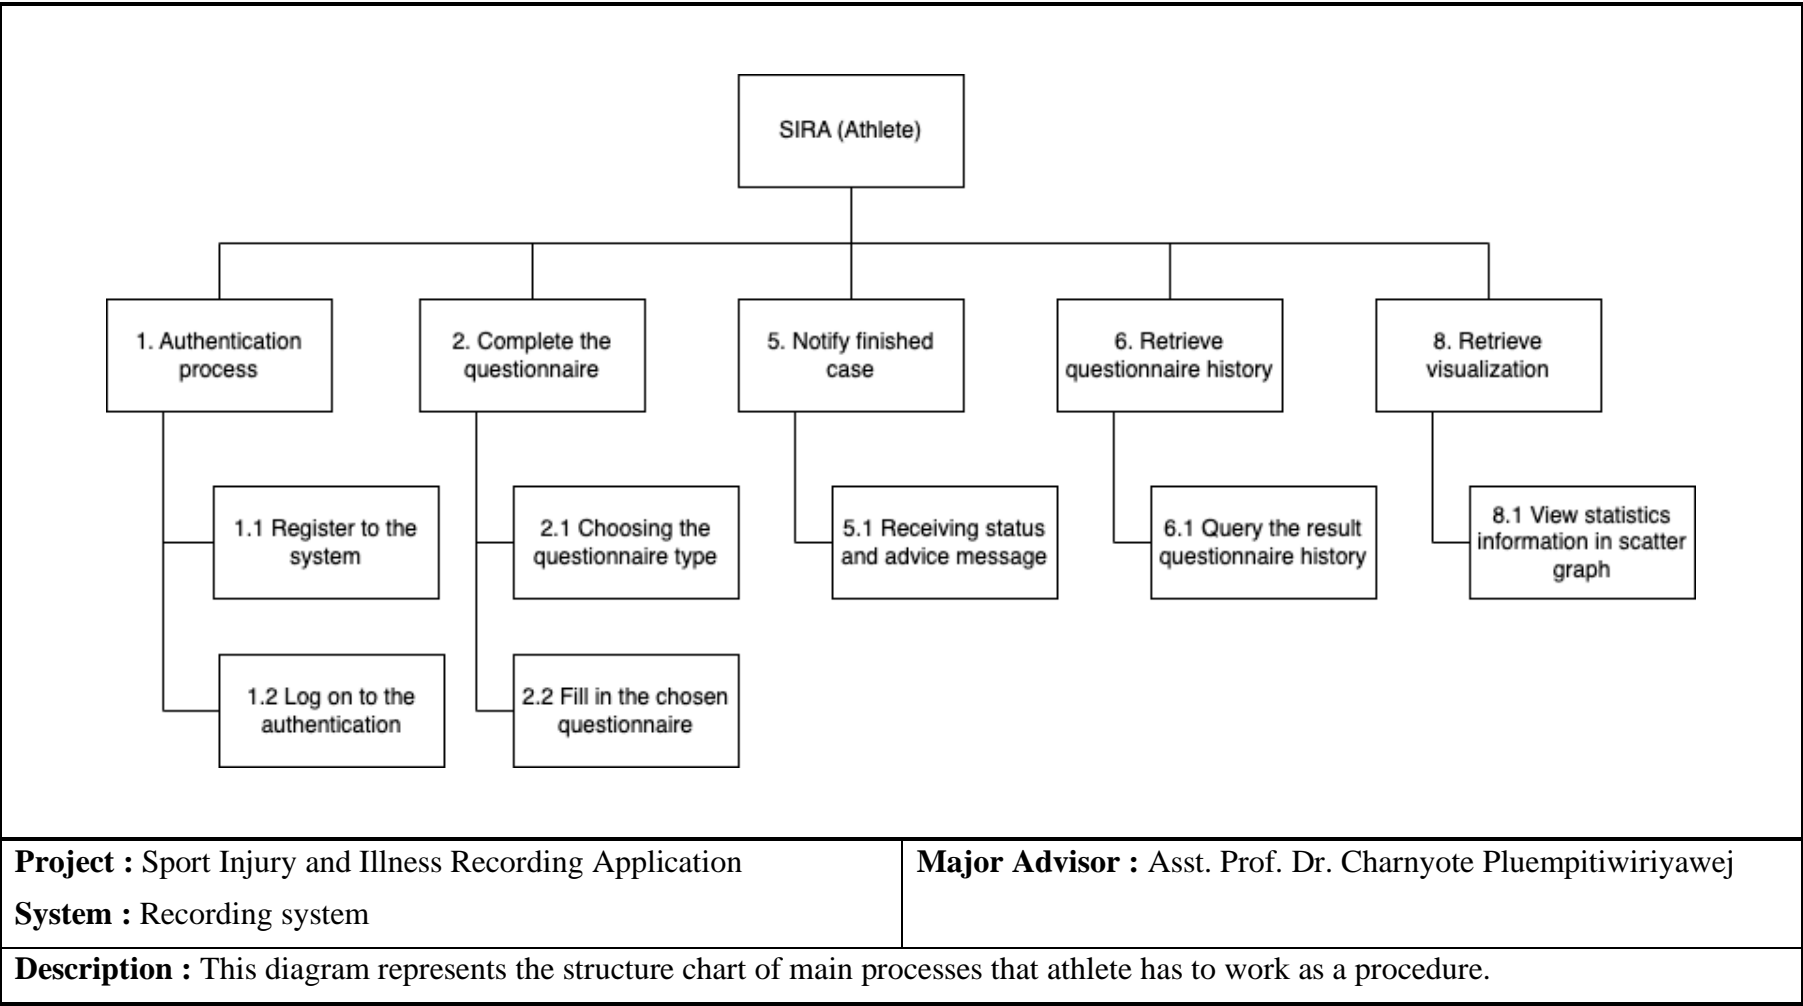 SIRA (Athlete)
1. Authentication
process
2. Complete the
questionnaire
5. Notify finished
case
6. Retrieve
questionnaire history
8. Retrieve
visualization
1.1 Register to the
system
2.1 Choosing the
questionnaire type
5.1 Receiving status
and advice message
6.1 Query the result
questionnaire history
8.1 View statistics
information in scatter
graph
1.2 Log on to the
authentication
2.2 Fill in the chosen
questionnaire
Project : Sport Injury and Illness Recording Application
System : Recording system
Major Advisor : Asst. Prof. Dr. Charnyote Pluempitiwiriyawej
Description : This diagram represents the structure chart of main processes that athlete has to work as a procedure.